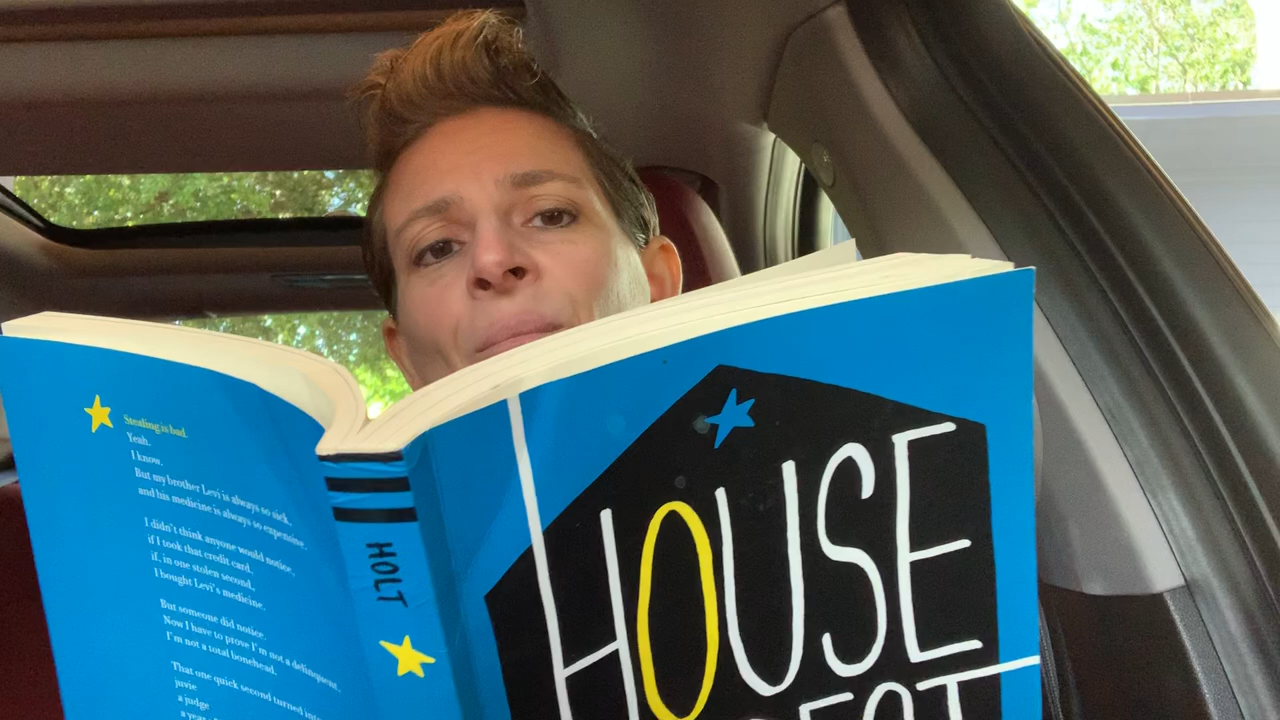 Stealing is bad.
Yeah.
I know.
But my brother Levi is always so sick,
and his medicine is always so expensive.
I didn't think anyone would notice,
if I took that credit card,
if, in one stolen second,
I bought Levi's medicine.
But someone did notice.
Now I have to prove I'm not a delinquent,
I'm not a total bonehead.
That one quick second turned into
juvie
a judge
a year
HOLT
HOUSE